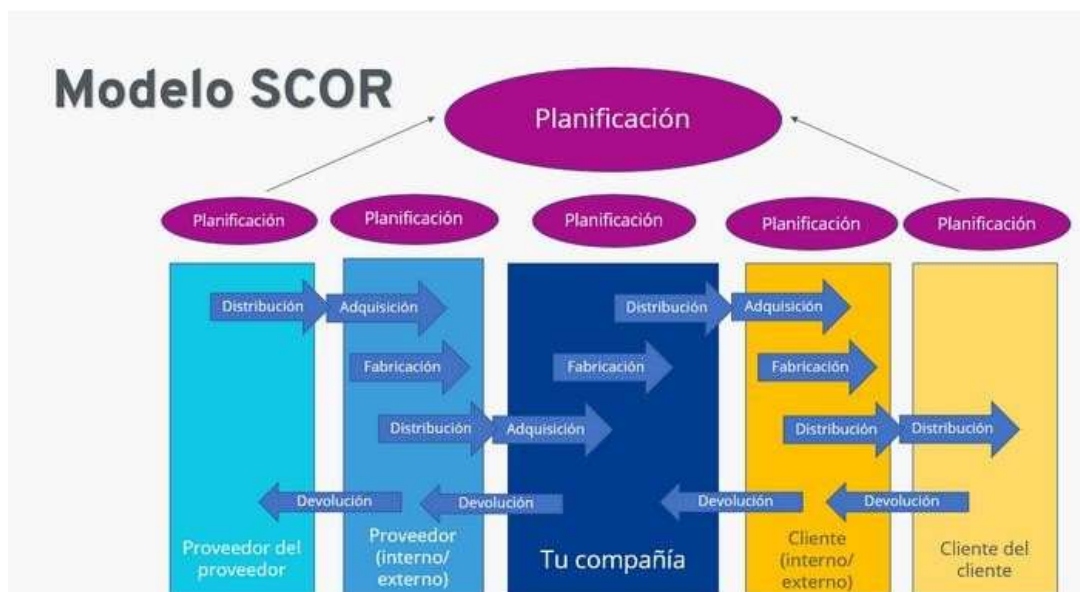 Modelo SCOR
Planificación
Planificación
Planificación
Planificación
Planificación
Planificación
Distribución
Adquisición
Distribución
Adquisición
Fabricación
Fabricación
Fabricación
Distribución
Adquisición
Distribución
Distribución
Devolución
Devolución
Devolución
Devolución
Proveedor del
proveedor
Proveedor
(interno/
externo)
Tu compañía
Cliente
(interno/
externo)
Cliente del
cliente